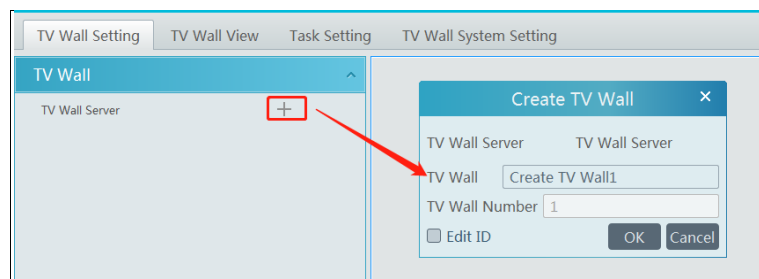 TV Wall Setting TV Wall View Task Setting TV Wall System Setting
TV Wall
TV Wall Server
Create TV Wall
TV Wall Server TV Wall Server
TV Wall Create TV Wall1
TV Wall Number 1
Edit ID OK Cancel